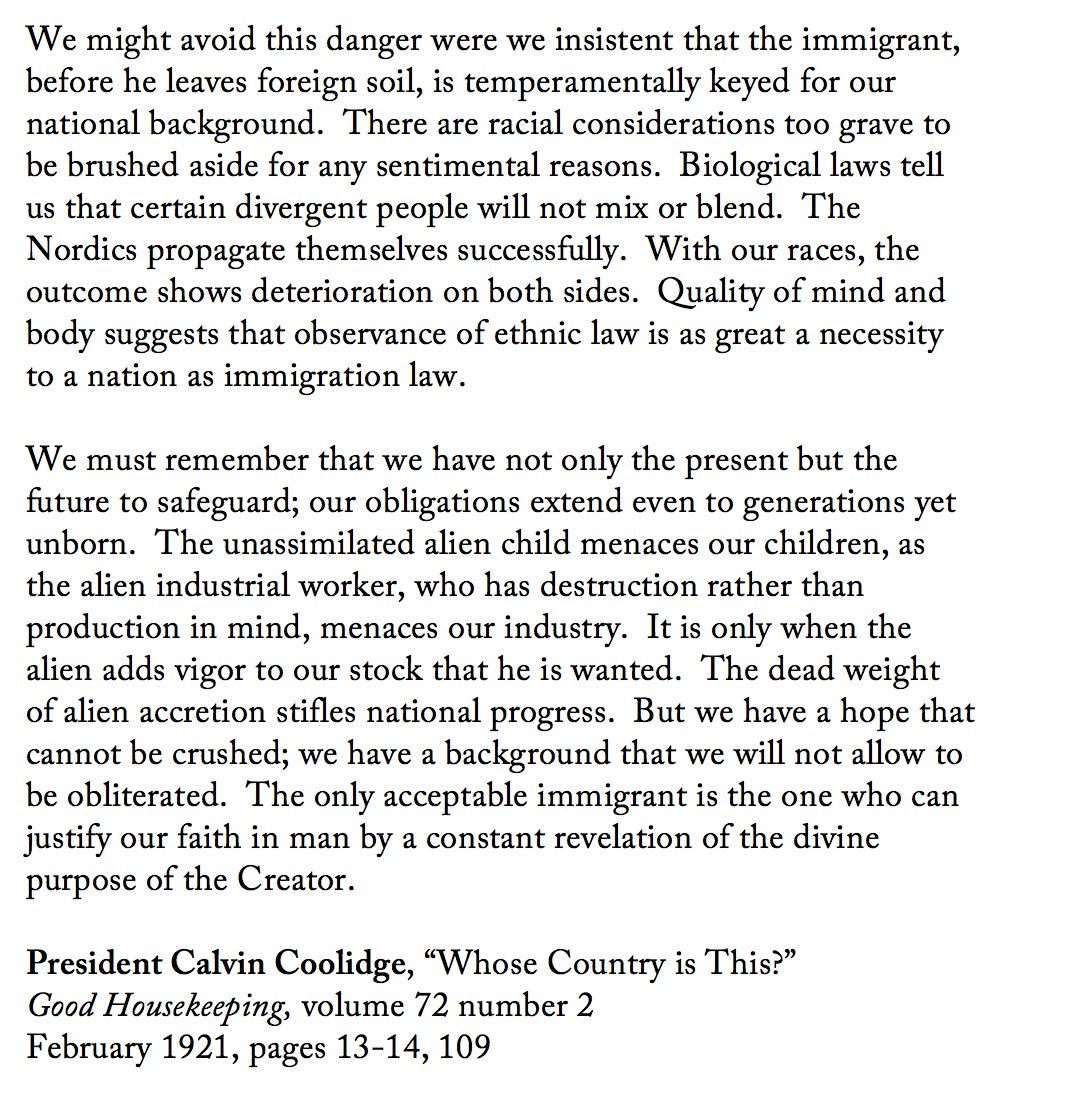 We might avoid this danger were we insistent that the immigrant,
before he leaves foreign soil, is temperamentally keyed for our
national background.  There are racial considerations too grave to
be brushed aside for any sentimental reasons.  Biological laws tell
us that certain divergent people will not mix or blend.  The
Nordics propagate themselves successfully.  With our races, the
outcome shows deterioration on both sides.  Quality of mind and
body suggests that observance of ethnic law is as great a necessity
to a nation as immigration law.

We must remember that we have not only the present but the
future to safeguard; our obligations extend even to generations yet
unborn.  The unassimilated alien child menaces our children, as
the alien industrial worker, who has destruction rather than
production in mind, menaces our industry.  It is only when the
alien adds vigor to our stock that he is wanted.  The dead weight
of alien accretion stifles national progress.  But we have a hope that
cannot be crushed; we have a background that we will not allow to
be obliterated.  The only acceptable immigrant is the one who can
justify our faith in man by a constant revelation of the divine
purpose of the Creator.

President Calvin Coolidge, “Whose Country is This?”
Good Housekeeping, volume 72 number 2
February 1921, pages 13-14, 109